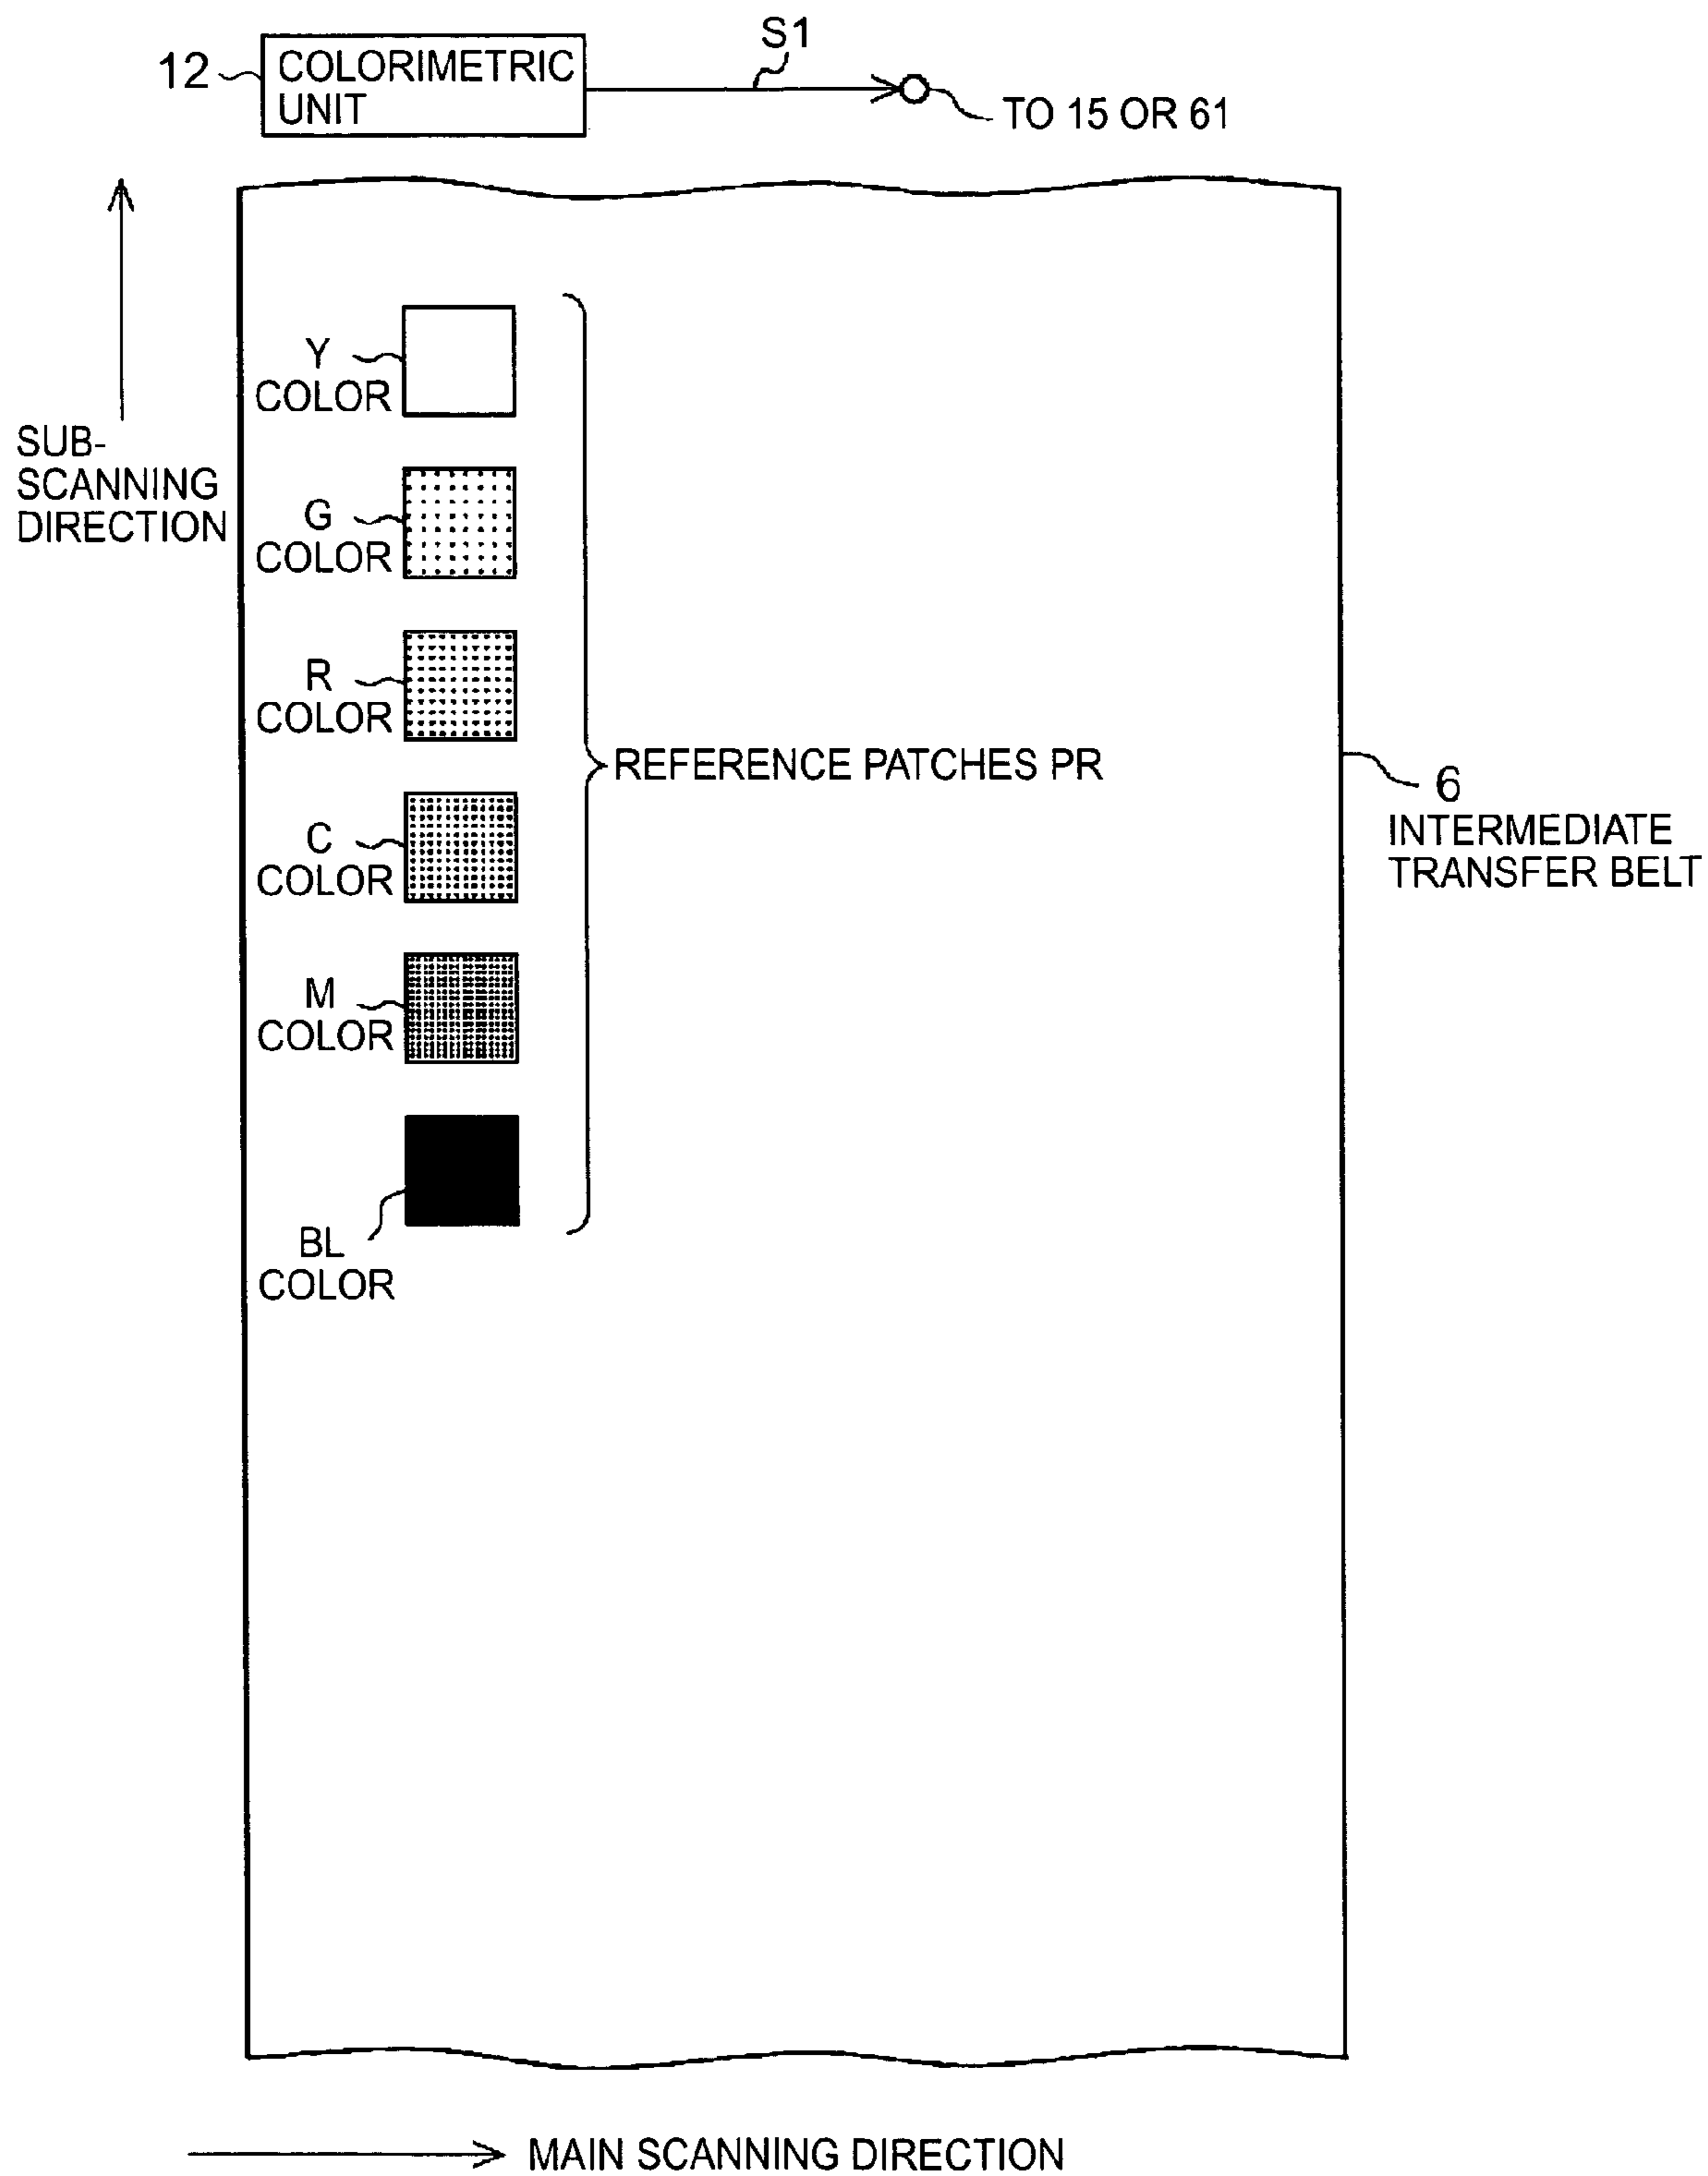 S1
12
COLORIMETRIC
UNIT
TO 15 OR 61
SUB-
SCANNING
DIRECTION
Y
COLOR
G
COLOR
R
COLOR
C
COLOR
M
COLOR
BL
COLOR
REFERENCE PATCHES PR
6
INTERMEDIATE
TRANSFER BELT
MAIN SCANNING DIRECTION